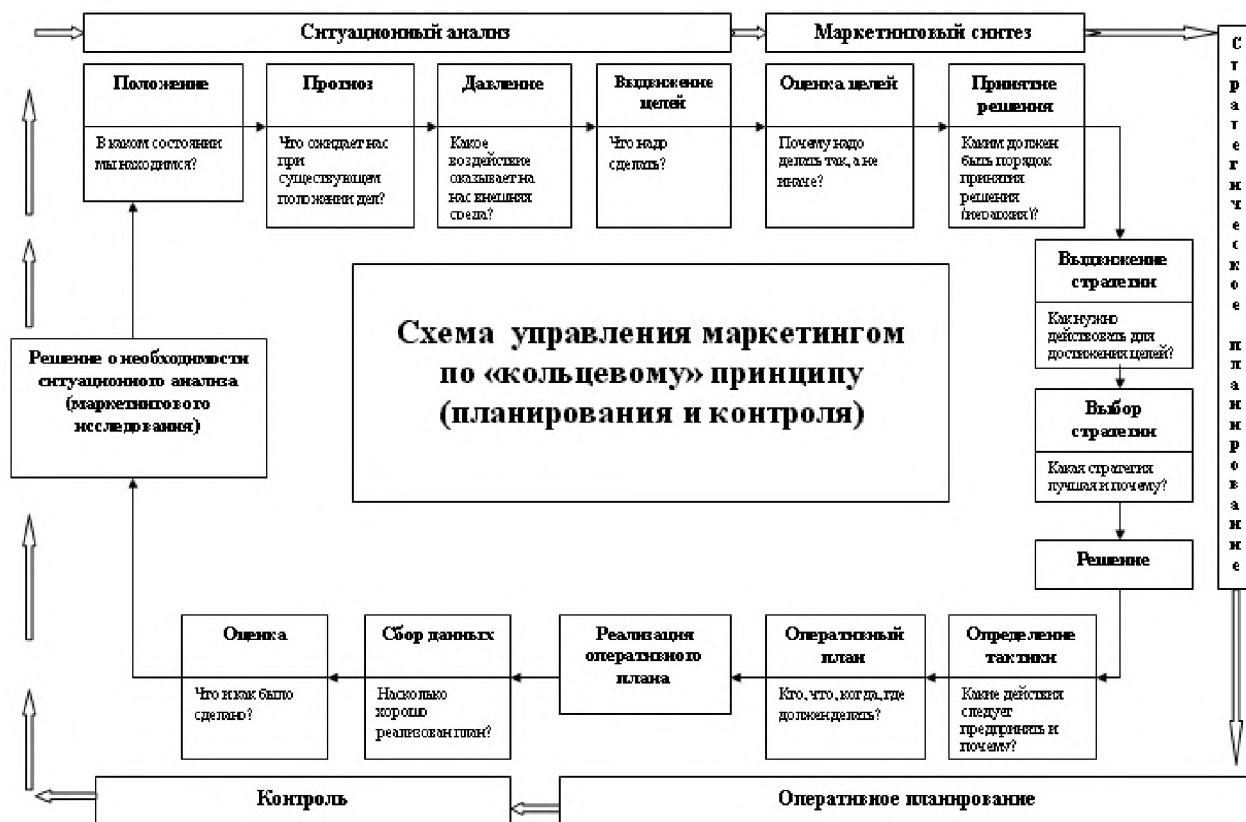 Ситуационный анализ
Маркетинговый синтез
Стратегическое планирование
Положение
В каком состоянии
мы находимся?
Прогноз
Что ожидает нас
при
существующем
положении дел?
Давление
Какое
воздействие
оказывает на
нас внешняя
среда?
Выдвижение
целей
Что надо
сделать?
Оценка целей
Почему надо
делать так, а не
иначе?
Принятие
решения
Каким должен
быть порядок
принятия
решения
(иерархия)?
Выдвижение
стратегии
Как нужно
действовать для
достижения целей?
Выбор
стратегии
Какая стратегия
лучшая и почему?
Решение
Схема управления маркетингом
по «кольцевому» принципу
(планирования и контроля)
Решение о необходимости
ситуационного анализа
(маркетингового
исследования)
Оценка
Что и как было
сделано?
Сбор данных
Насколько
хорошо
реализован план?
Реализация
оперативного
плана
Оперативный
план
Кто, что, когда, где
должен делать?
Определение
тактики
Какие действия
следует
предпринять и
почему?
Контроль
Оперативное планирование